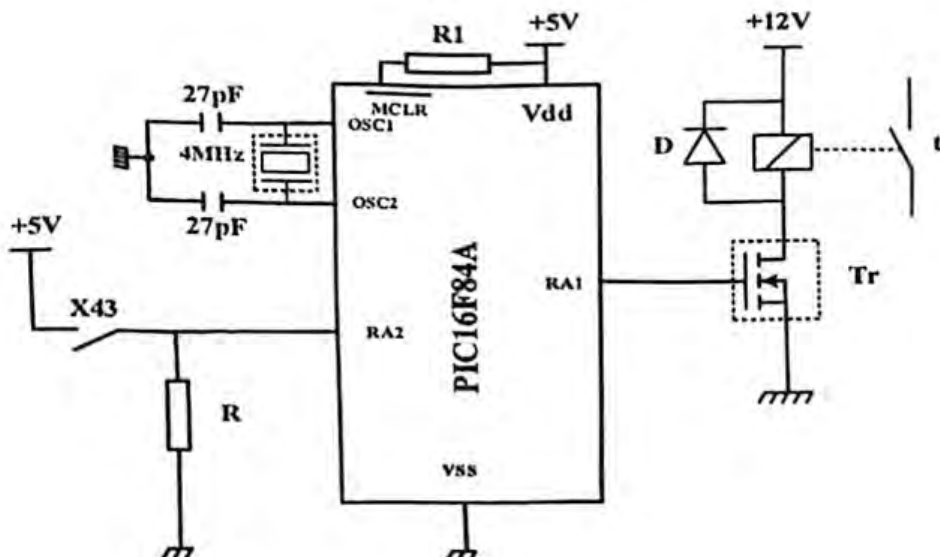 R1
+5V
+12V
27pF
MCLR
Vdd
OSC1
4MHz
D
t
OSC2
27pF
+5V
PIC16F84A
RA1
Tr
X43
RA2
R
VSS